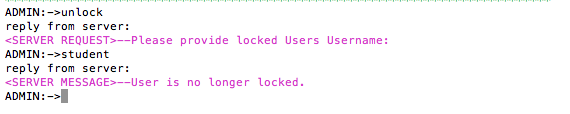 ADMIN:->unlock
reply from server:
<SERVER REQUEST>--Please provide locked Users Username:
ADMIN:->student
reply from server:
<SERVER MESSAGE>--User is no longer locked.
ADMIN:->